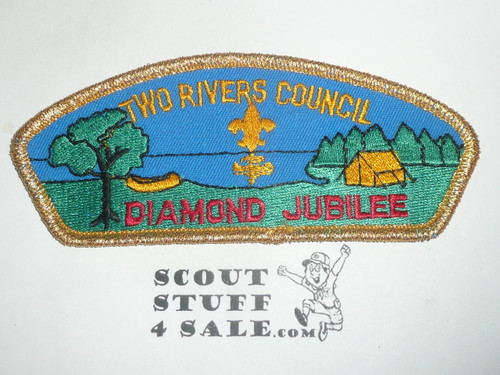 TWO RIVERS COUNCIL
DIAMOND JUBILEE
SCOUT
STUFF
4 SALE.com